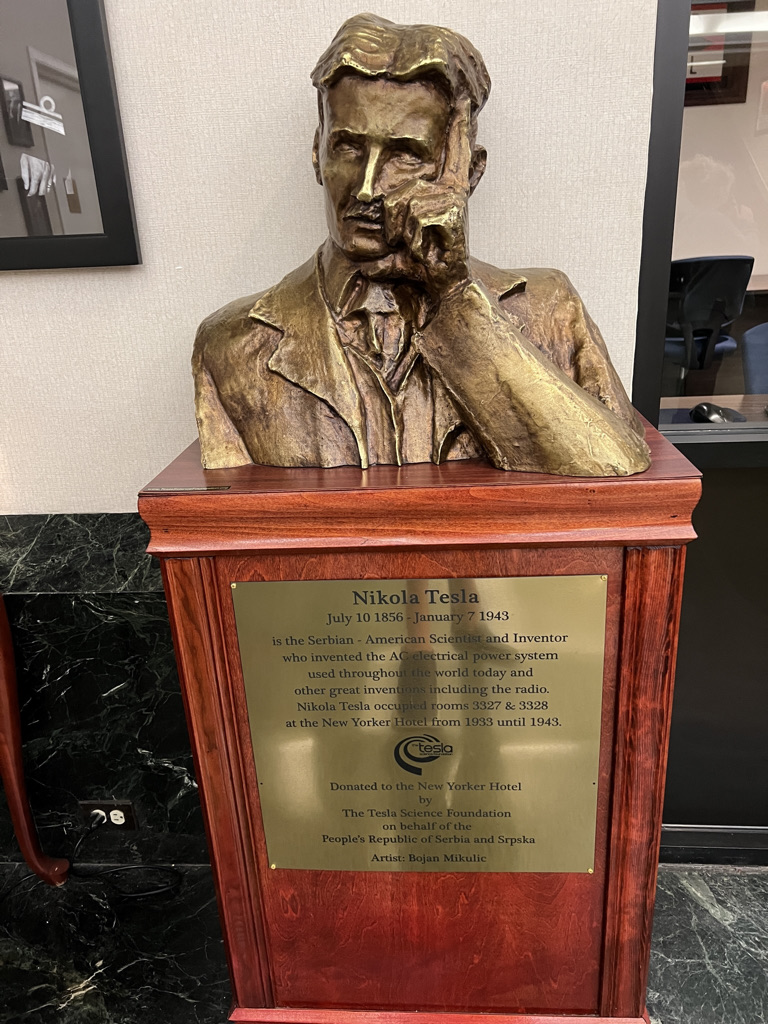 Nikola Tesla
July 10 1856 - January 7 1943
is the Serbian - American Scientist and Inventor
who invented the AC electrical power system
used throughout the world today and
other great inventions including the radio.
Nikola Tesla occupied rooms 3327 & 3328
at the New Yorker Hotel from 1933 until 1943.
tesla
Donated to the New Yorker Hotel
by
The Tesla Science Foundation
on behalf of the
People's Republic of Serbia and Srpska
Artist: Bojan Mikulic